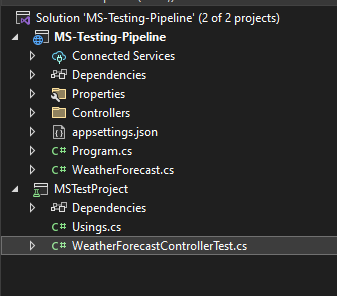 Solution 'MS-Testing-Pipeline' (2 of 2 projects)
MS-Testing-Pipeline
Connected Services
Dependencies
Properties
Controllers
appsettings.json
C# Program.cs
C# WeatherForecast.cs
MSTestProject
Dependencies
C# Usings.cs
C# WeatherForecastControllerTest.cs